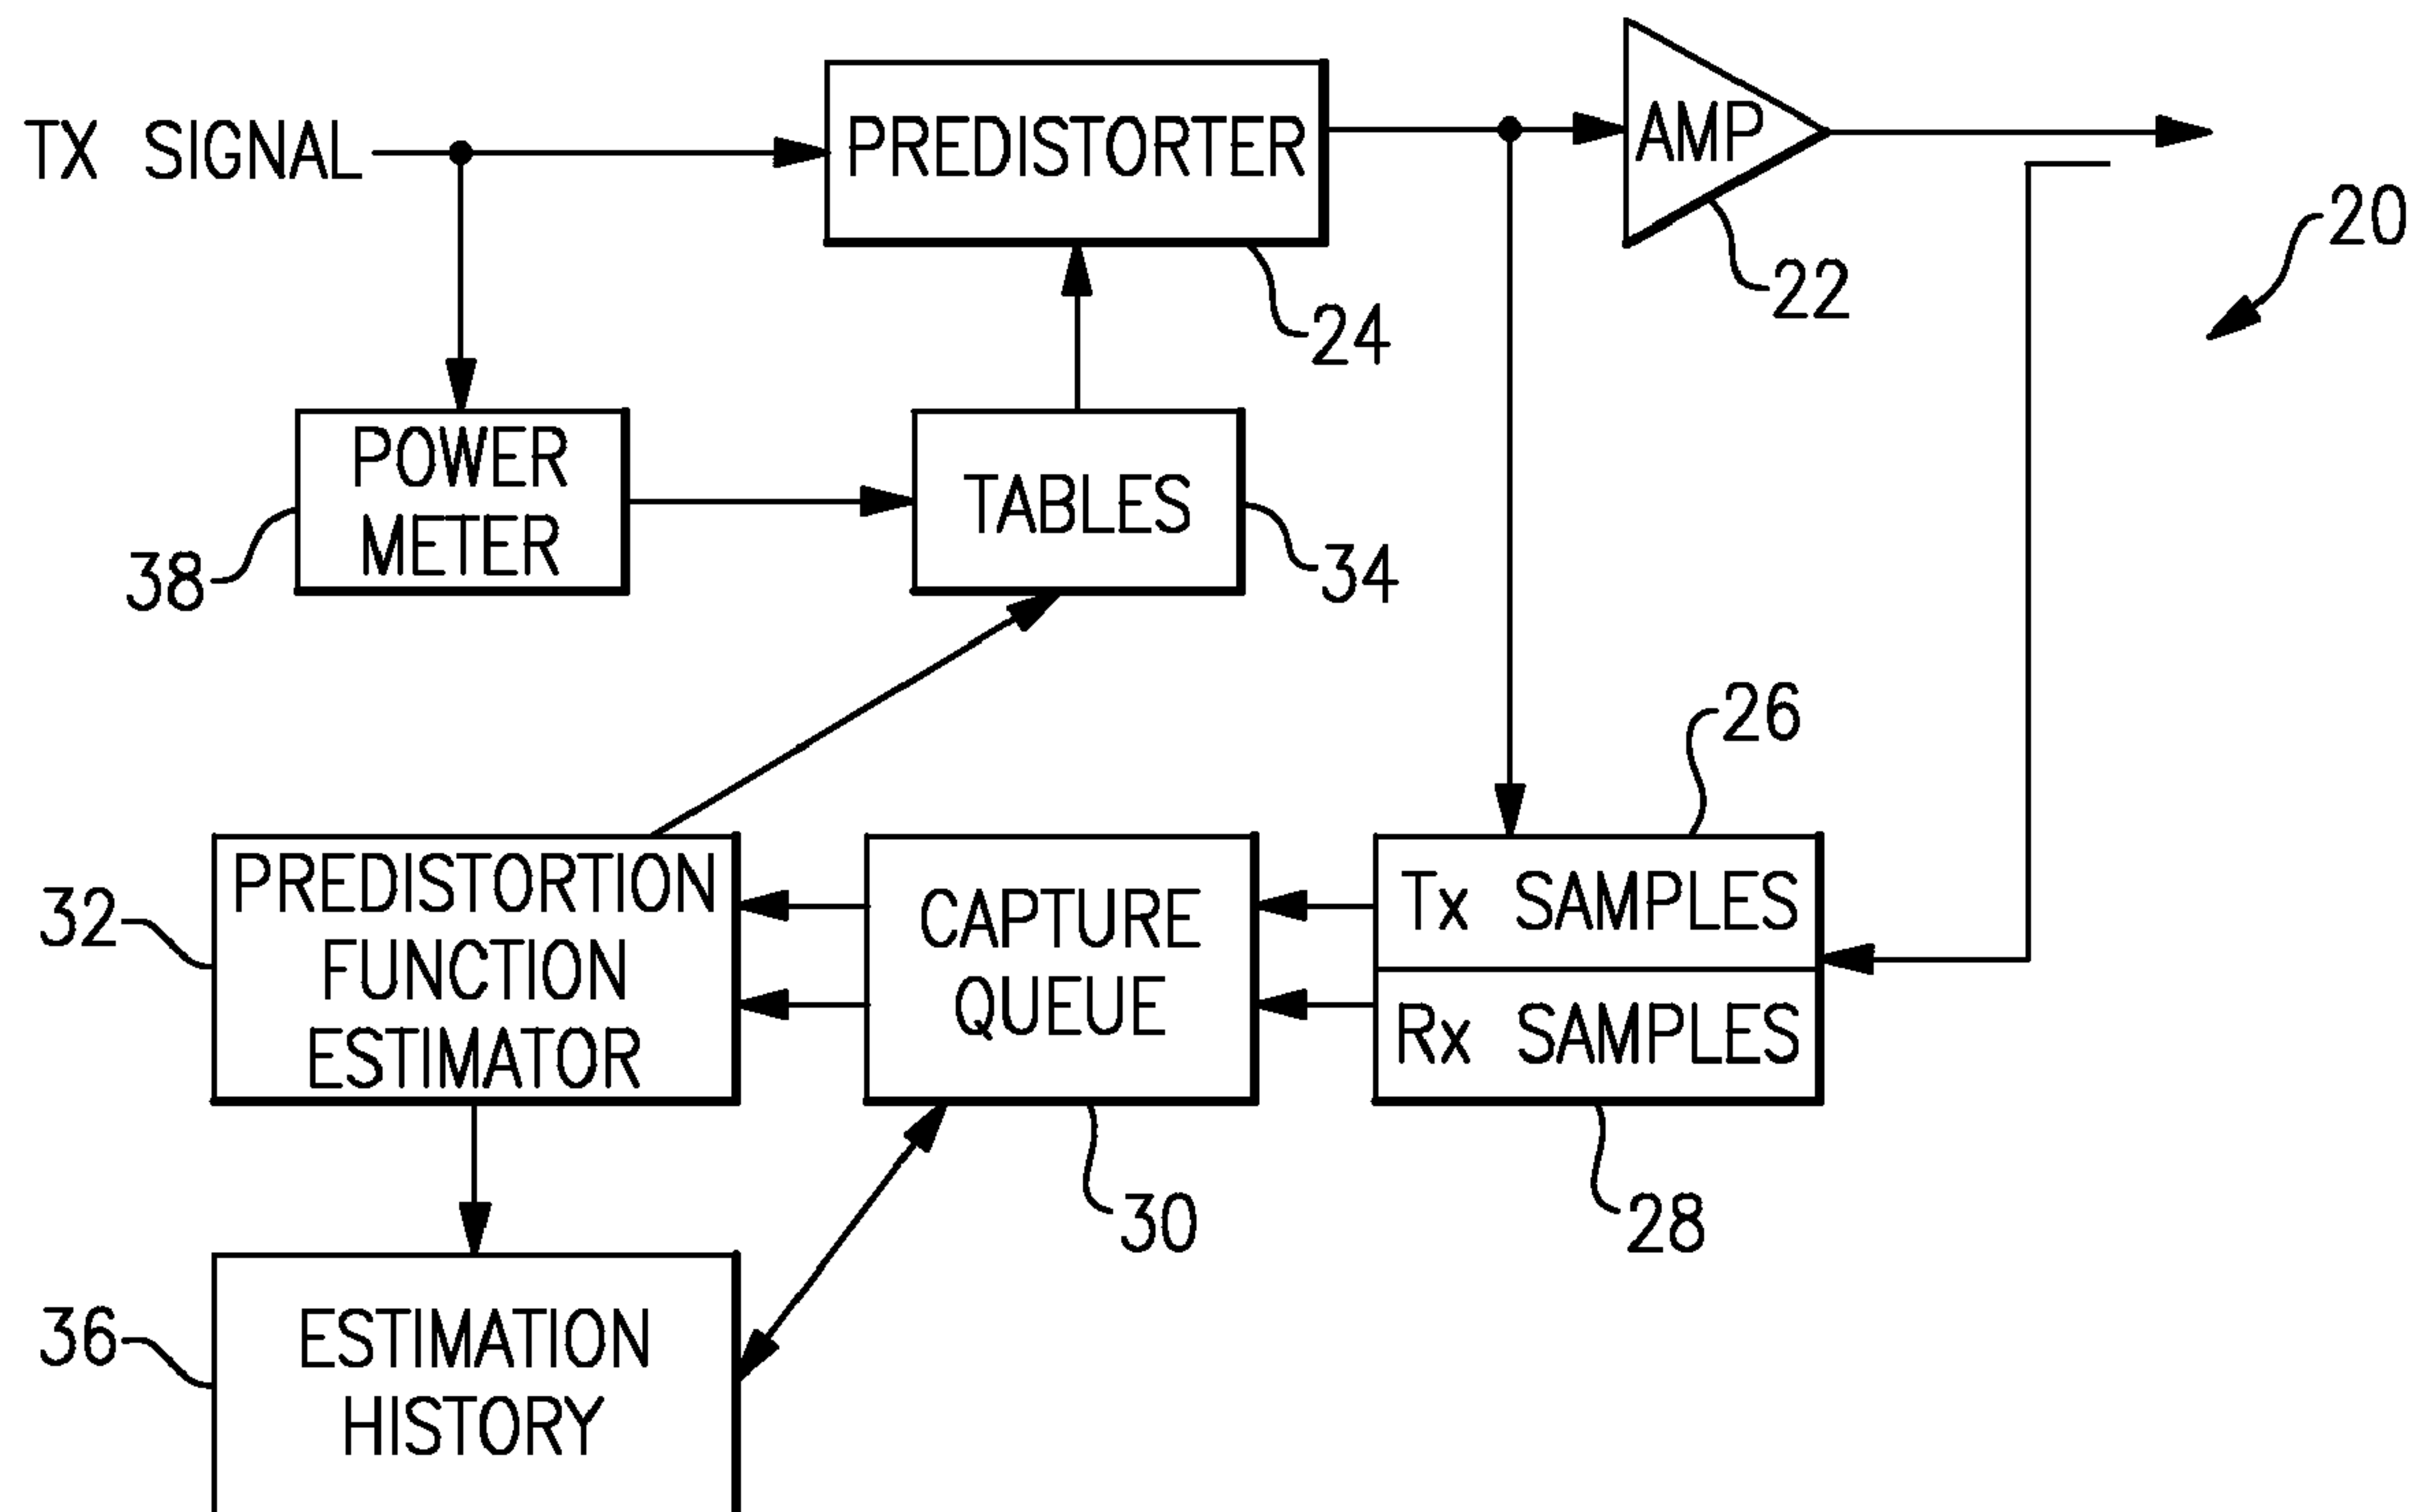 TX SIGNAL
PREDISTORTER
AMP
20
22
24
POWER
METER
38
TABLES
34
26
PREDISTORTION
FUNCTION
ESTIMATOR
32
CAPTURE
QUEUE
Tx SAMPLES
Rx SAMPLES
30
28
36
ESTIMATION
HISTORY